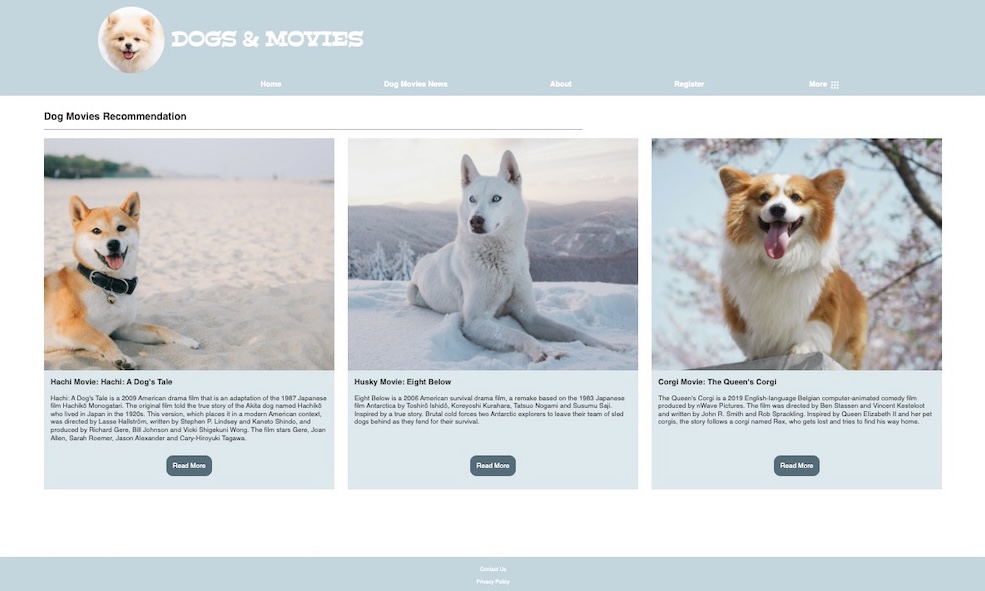 DOGS & MOVIES
Home Dog Movies News About Register More
Dog Movies Recommendation
Hachi Movie: Hachi: A Dog's Tale
Hachi: A Dog's Tale is a 2009 American drama film that is an adaptation of the 1987 Japanese
film Hachikō Monogatari. The original film told the true story of the Akita dog named Hachikō
who lived in Japan in the 1920s. This version, which places it in a modern American context,
was directed by Lasse Hallström, written by Stephen P. Lindsey and Kaneto Shindo, and
produced by Richard Gere, Bill Johnson and Vicki Shigekuni Wong. The film stars Gere, Joan
Allen, Sarah Roemer, Jason Alexander and Cary-Hiroyuki Tagawa.
Read More
Husky Movie: Eight Below
Eight Below is a 2006 American survival drama film, a remake based on the 1983 Japanese
film Antarctica by Toshirō Ishidō, Koreyoshi Kurahara, Tatsuo Nogami and Susumu Saji.
Inspired by a true story. Brutal cold forces two Antarctic explorers to leave their team of sled
dogs behind as they fend for their survival.
Read More
Corgi Movie: The Queen's Corgi
The Queen's Corgi is a 2019 English-language Belgian computer-animated comedy film
produced by nWave Pictures. The film was directed by Ben Stassen and Vincent Kesteloot
and written by John R. Smith and Rob Sprackling. Inspired by Queen Elizabeth II and her pet
corgis, the story follows a corgi named Rex, who gets lost and tries to find his way home.
Read More
Contact Us
Privacy Policy